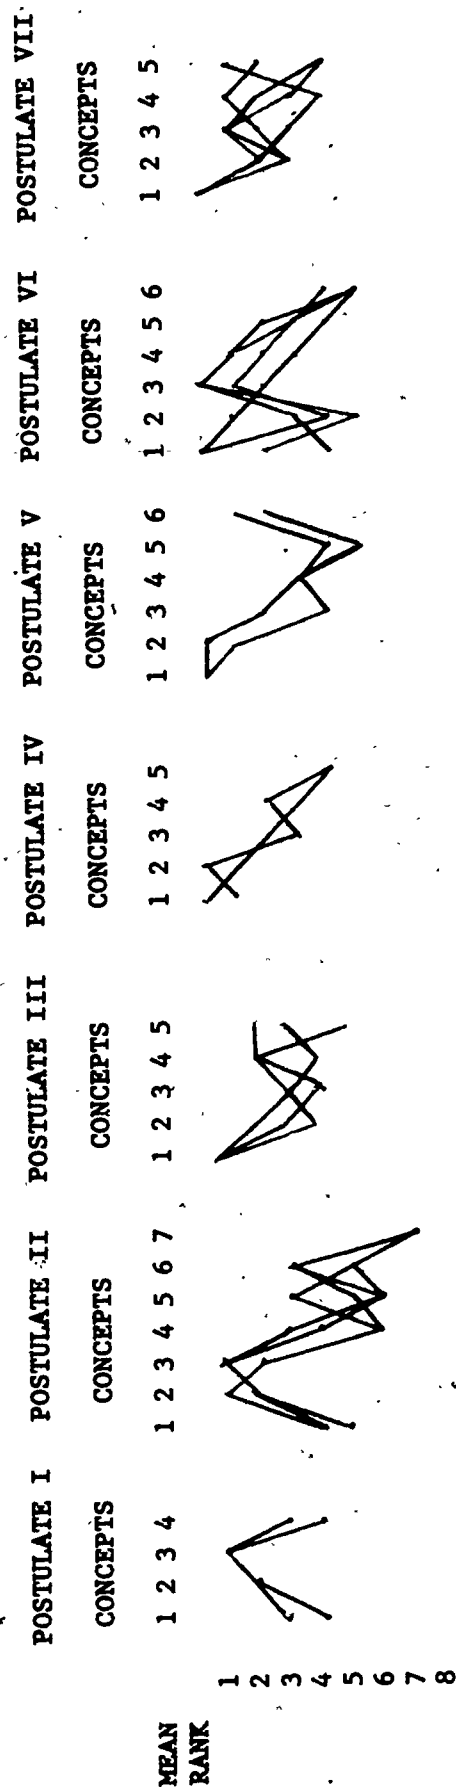 POSTULATE I POSTULATE II POSTULATE III POSTULATE IV POSTULATE V POSTULATE VI POSTULATE VII
CONCEPTS CONCEPTS CONCEPTS CONCEPTS CONCEPTS CONCEPTS CONCEPTS
MEAN
RANK
1 2 3 4 1 2 3 4 5 6 7 1 2 3 4 5 1 2 3 4 5 1 2 3 4 5 6 1 2 3 4 5 6 1 2 3 4 5
1
2
3
4
5
6
7
8